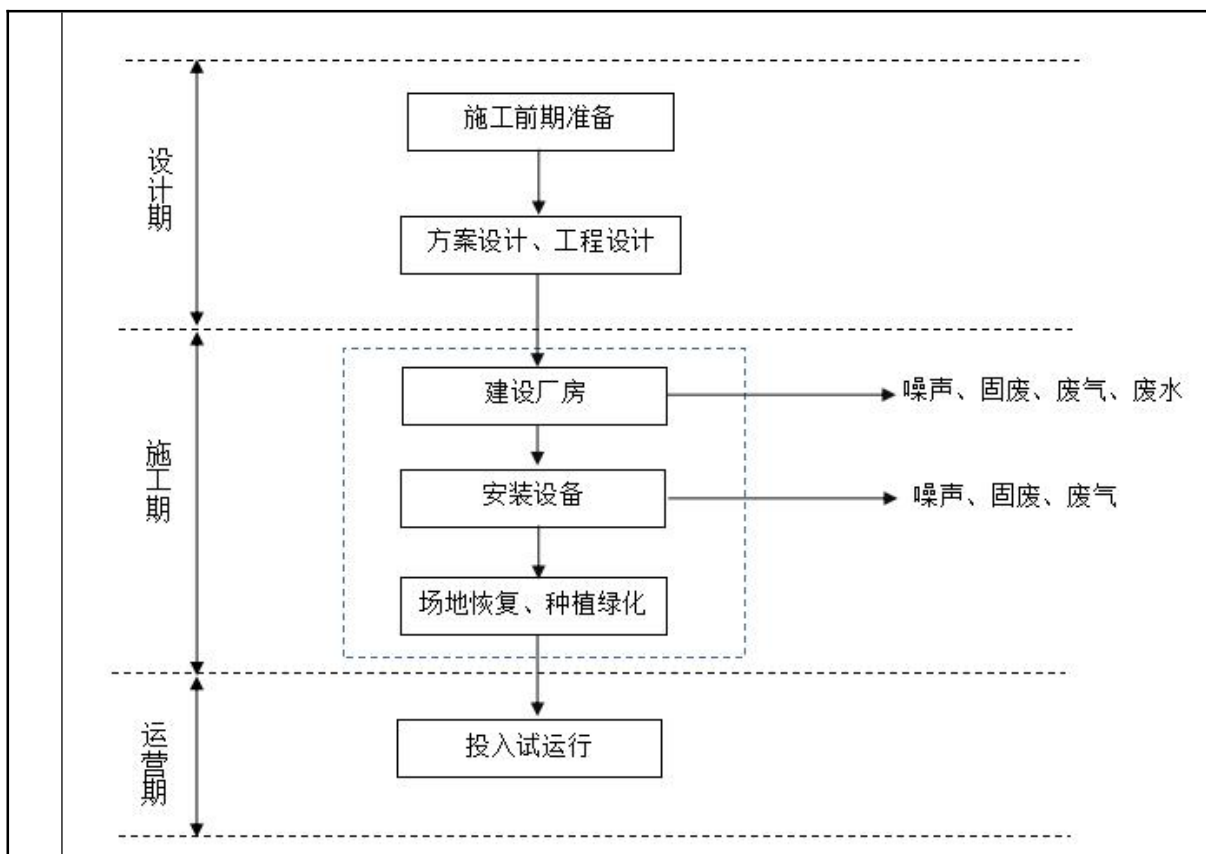 设计期
施工前期准备
方案设计、工程设计
施工期
建设厂房
噪声、固废、废气、废水
安装设备
噪声、固废、废气
场地恢复、种植绿化
运营期
投入试运行